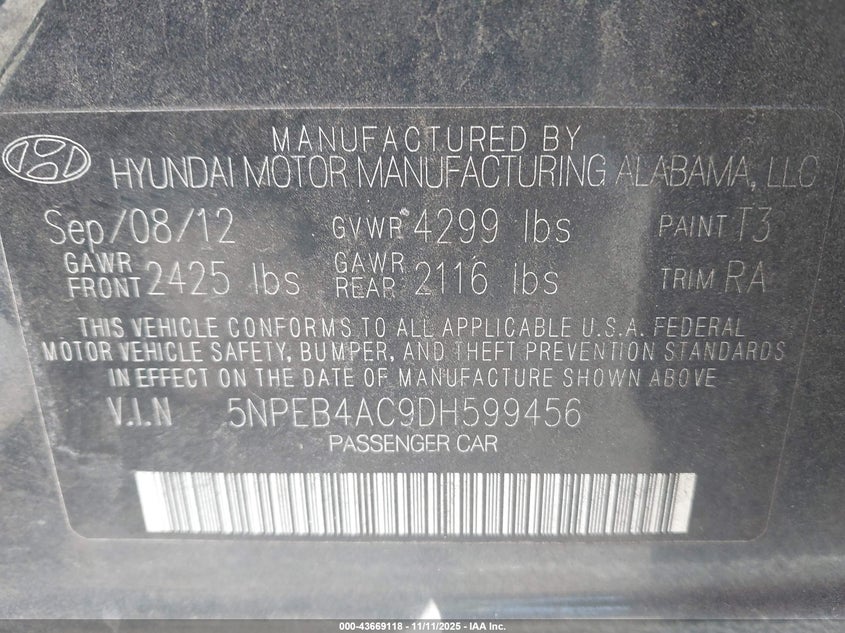 MANUFACTURED BY
HYUNDAI MOTOR MANUFACTURING ALABAMA, LLC
Sep/08/12 GVWR 4299 lbs PAINT T3
GAWR FRONT 2425 lbs GAWR REAR 2116 lbs TRIM RA
THIS VEHICLE CONFORMS TO ALL APPLICABLE U.S.A. FEDERAL
MOTOR VEHICLE SAFETY, BUMPER, AND THEFT PREVENTION STANDARDS
IN EFFECT ON THE DATE OF MANUFACTURE SHOWN ABOVE
V.I.N 5NPEB4AC9DH599456
PASSENGER CAR
000-43669118 - 11/11/2025 - IAA Inc.